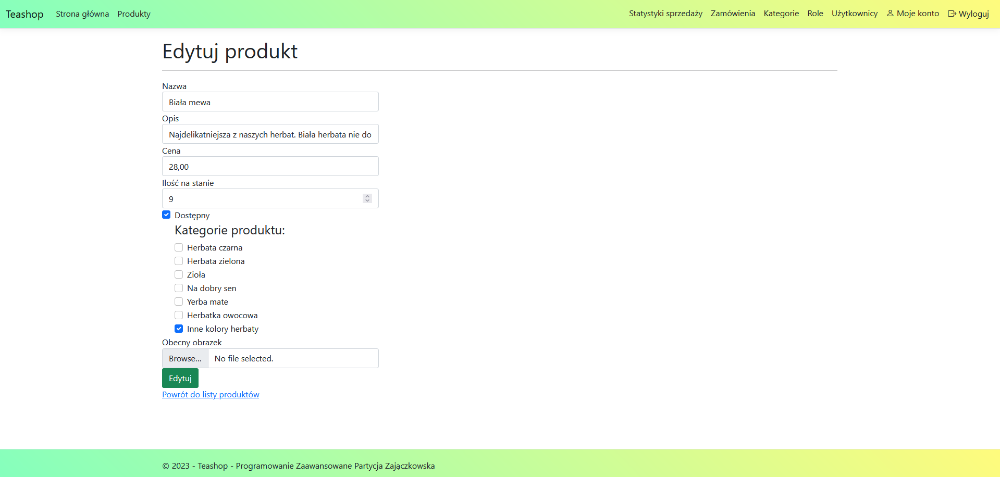 Teashop Strona główna Produkty Statystyki sprzedaży Zamówienia Kategorie Role Użytkownicy Moje konto Wyloguj
Edytuj produkt
Nazwa
Biała mewa
Opis
Najdelikatniejsza z naszych herbat. Biała herbata nie do
Cena
28,00
Ilość na stanie
9
Dostępny
Kategorie produktu:
Herbata czarna
Herbata zielona
Zioła
Na dobry sen
Yerba mate
Herbatka owocowa
Inne kolory herbaty
Obecny obrazek
Browse... No file selected.
Edytuj
Powrót do listy produktów
© 2023 - Teashop - Programowanie Zaawansowane Partycja Zajączkowska